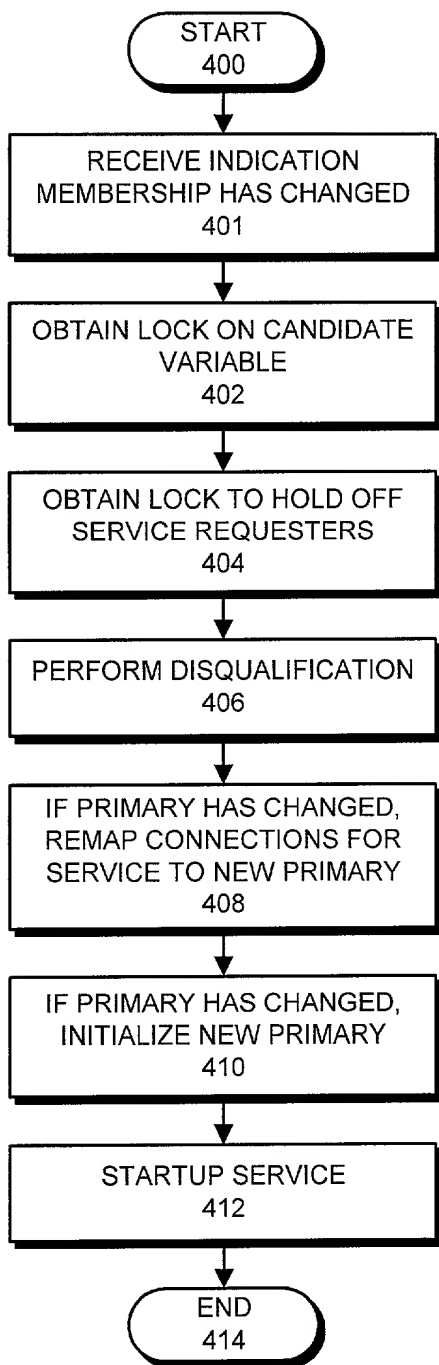 START
400
RECEIVE INDICATION
MEMBERSHIP HAS CHANGED
401
OBTAIN LOCK ON CANDIDATE
VARIABLE
402
OBTAIN LOCK TO HOLD OFF
SERVICE REQUESTERS
404
PERFORM DISQUALIFICATION
406
IF PRIMARY HAS CHANGED,
REMAP CONNECTIONS FOR
SERVICE TO NEW PRIMARY
408
IF PRIMARY HAS CHANGED,
INITIALIZE NEW PRIMARY
410
STARTUP SERVICE
412
END
414